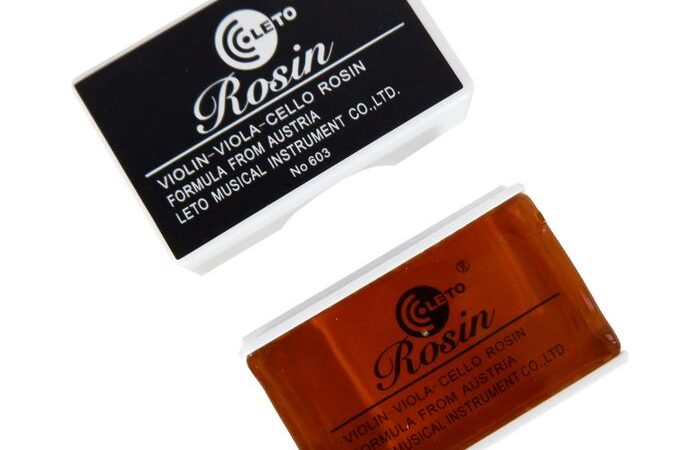 LETO
Rosin
VIOLIN-VIOLA-CELLO ROSIN
FORMULA FROM AUSTRIA
LETO MUSICAL INSTRUMENT CO.,LTD.
No 603
LETO ®
Rosin
VIOLIN-VIOLA-CELLO ROSIN
FORMULA FROM AUSTRIA
MUSICAL INSTRUMENT CO.,LTD.